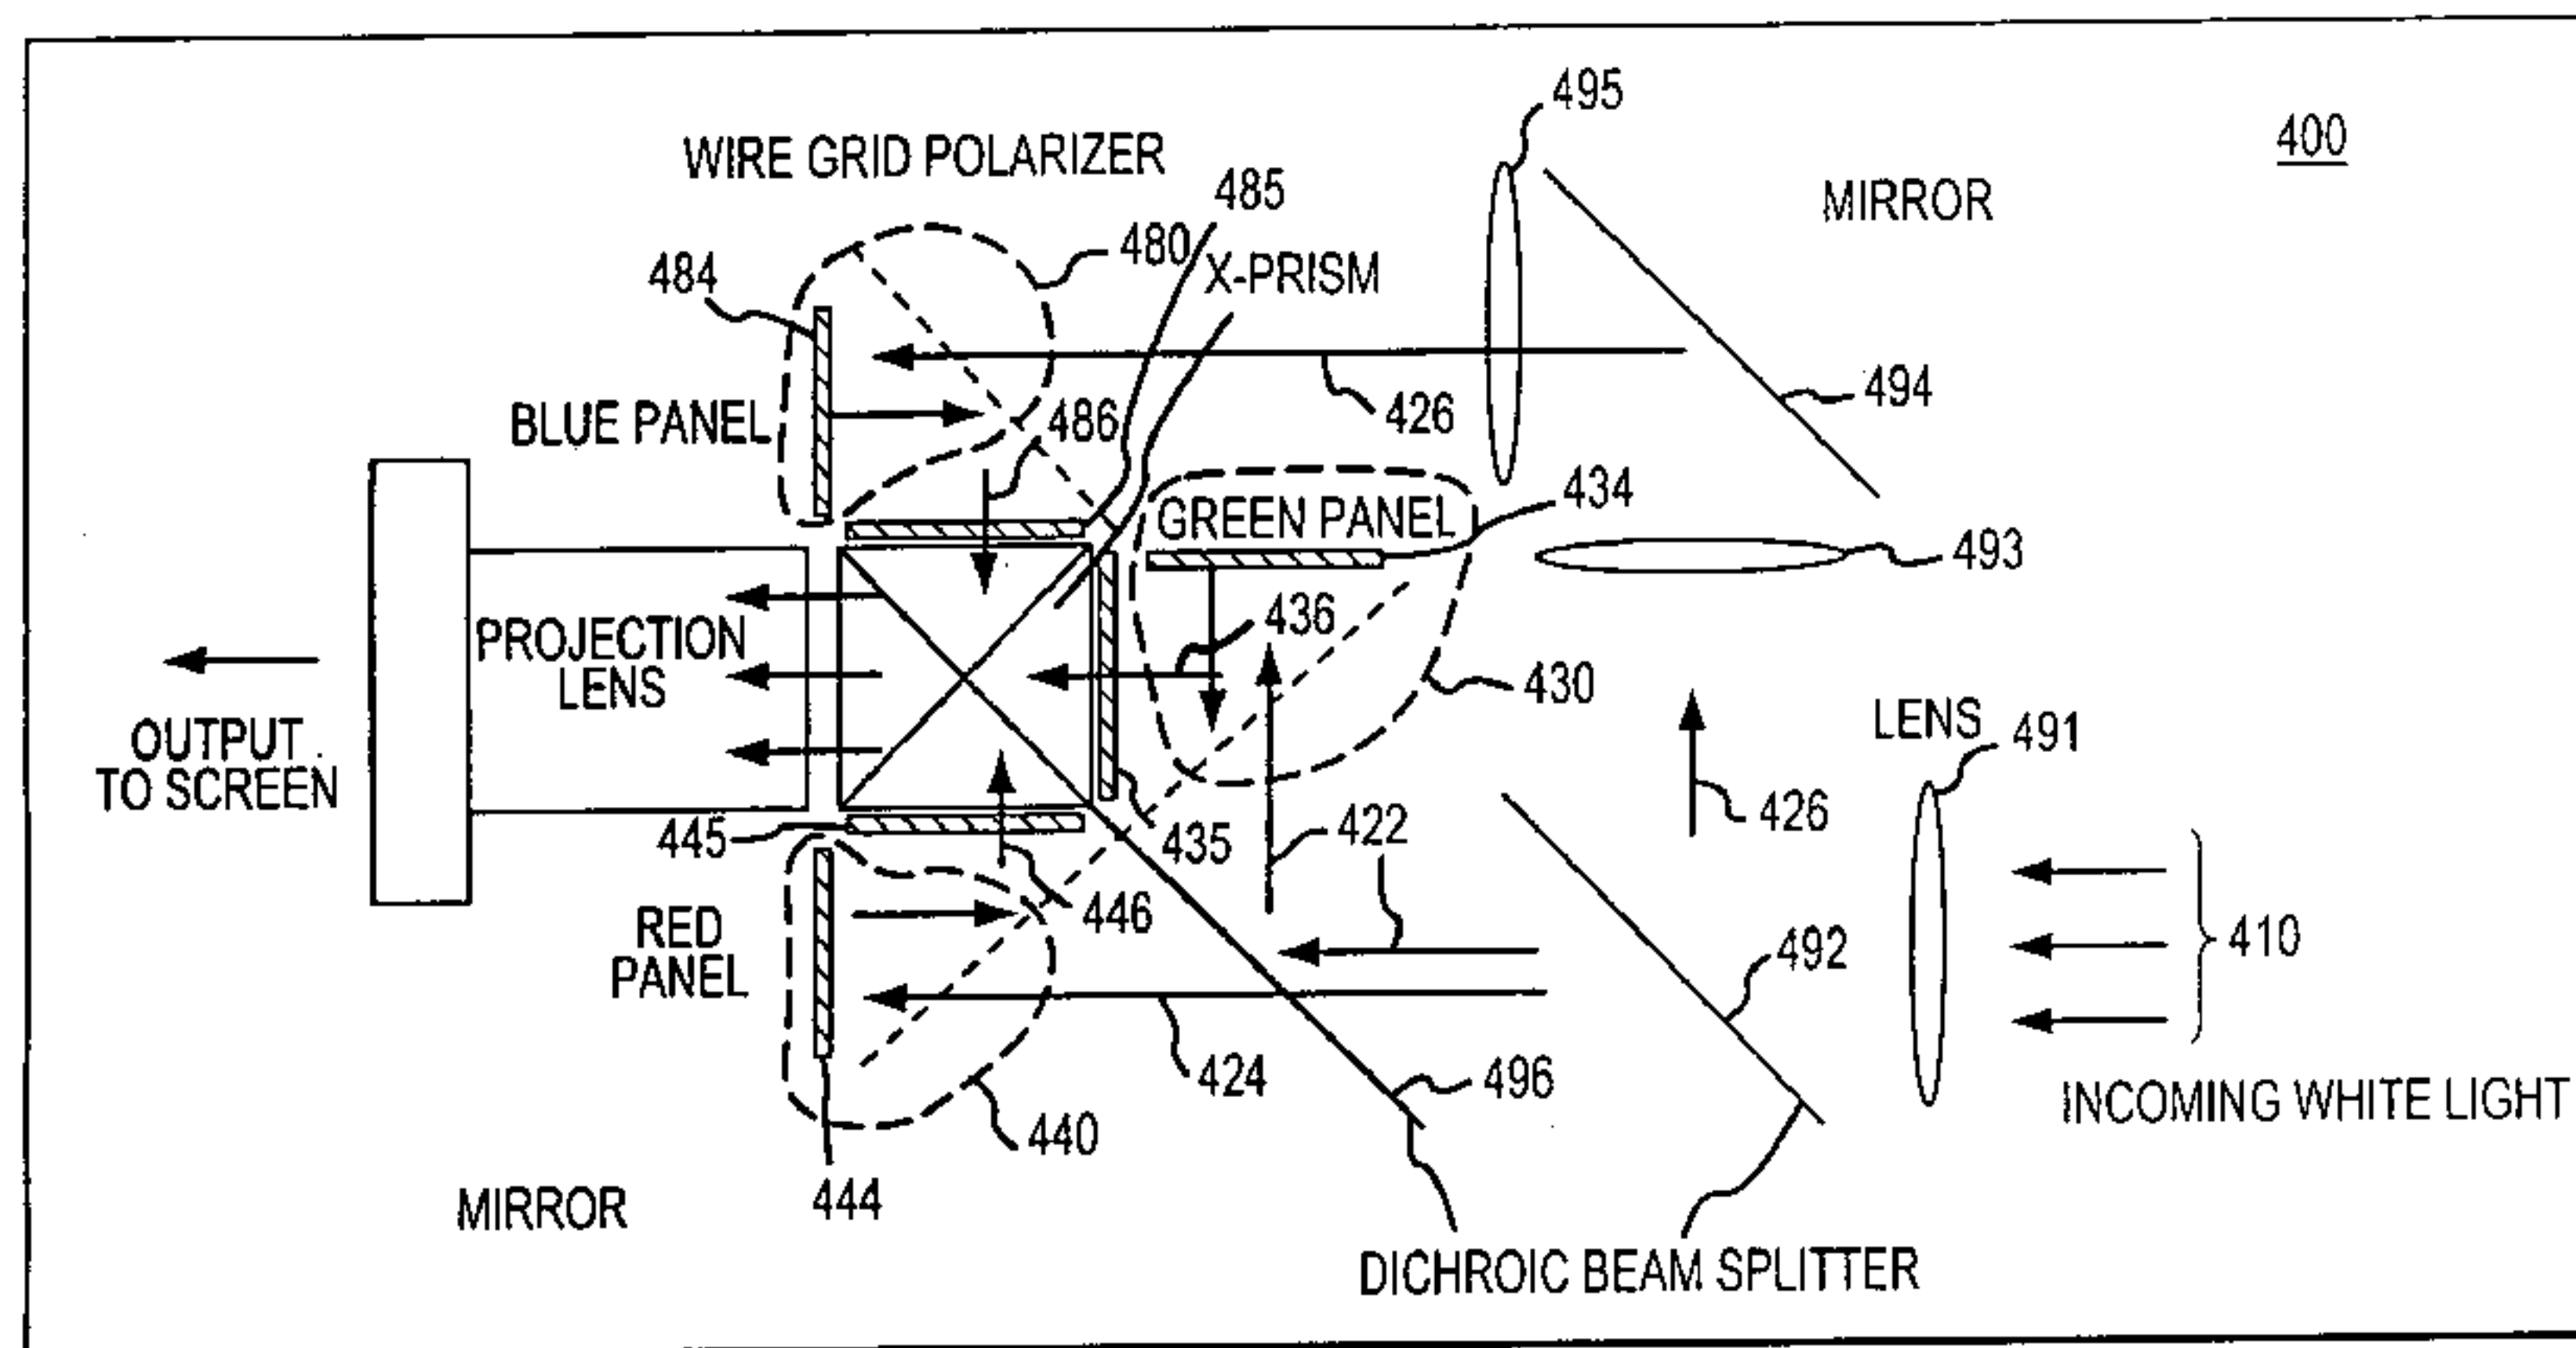 495
400
WIRE GRID POLARIZER
485
MIRROR
480
484
X-PRISM
494
426
BLUE PANEL
486
434
GREEN PANEL
493
436
PROJECTION
LENS
430
LENS
491
OUTPUT
TO SCREEN
426
445
435
422
446
RED
PANEL
492
410
424
496
INCOMING WHITE LIGHT
440
444
MIRROR
DICHROIC BEAM SPLITTER